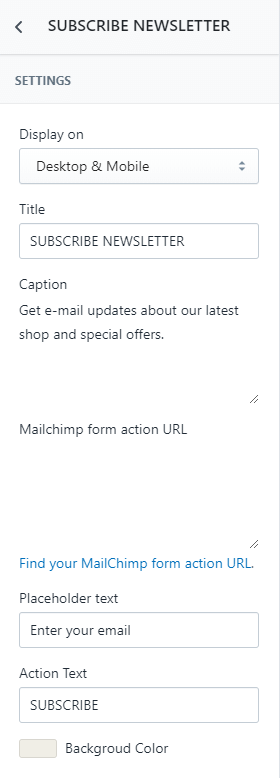 SUBSCRIBE NEWSLETTER
SETTINGS
Display on
Desktop & Mobile
Title
SUBSCRIBE NEWSLETTER
Caption
Get e-mail updates about our latest
shop and special offers.
Mailchimp form action URL
Find your MailChimp form action URL.
Placeholder text
Enter your email
Action Text
SUBSCRIBE
Backgroud Color